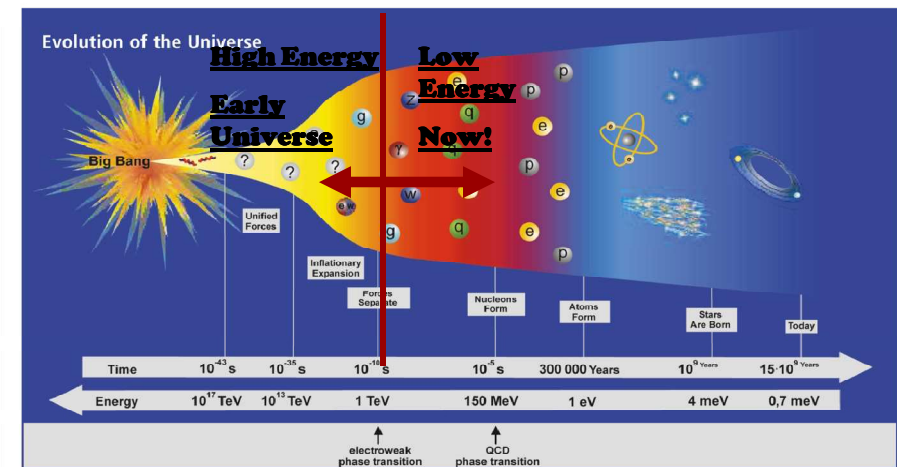 Evolution of the Universe
High Energy
Early
Universe
Low
Energy
Now!
Big Bang
?
?
?
?
g
e w
g
Z
γ
W
e
q
q
q
p
e
p
e
p
e
p
Unified
Forces
Inflationary
Expansion
Forces
Separate
Nucleons
Form
Atoms
Form
Stars
Are Born
Today
Time 10⁻⁴³ s 10⁻³⁵ s 10⁻¹⁰ s 10⁻⁵ s 300 000 Years 10⁹ Years 15·10⁹ Years
Energy 10¹⁷ TeV 10¹³ TeV 1 TeV 150 MeV 1 eV 4 meV 0,7 meV
electroweak
phase transition
QCD
phase transition